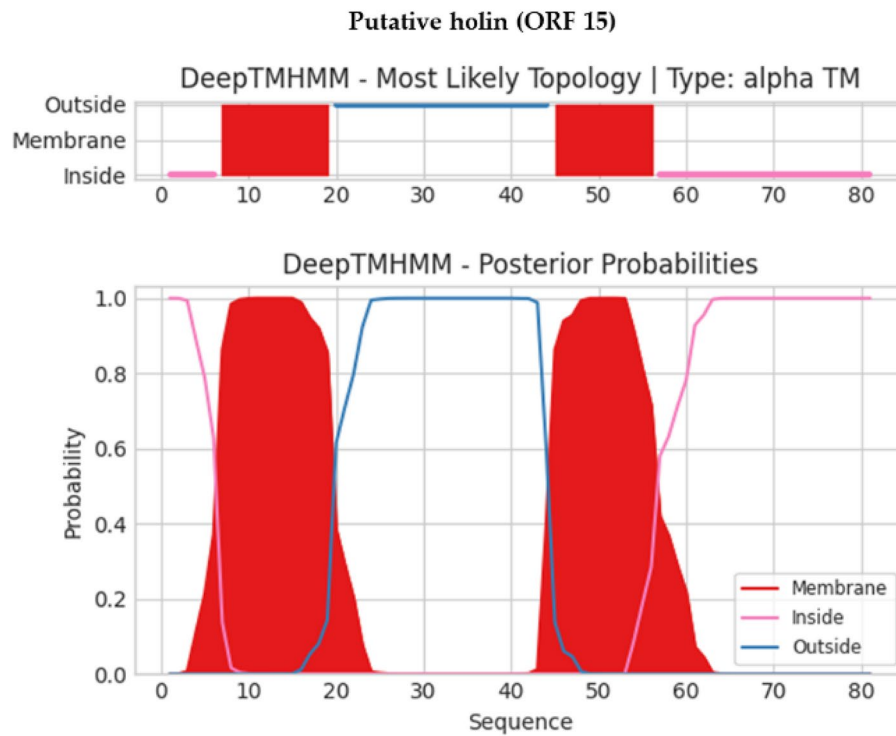 Putative holin (ORF 15)
DeepTMHMM - Most Likely Topology | Type: alpha TM
Outside
Membrane
Inside
0 10 20 30 40 50 60 70 80
DeepTMHMM - Posterior Probabilities
1.0
0.8
0.6
0.4
0.2
0.0
Probability
Membrane
Inside
Outside
0 10 20 30 40 50 60 70 80
Sequence